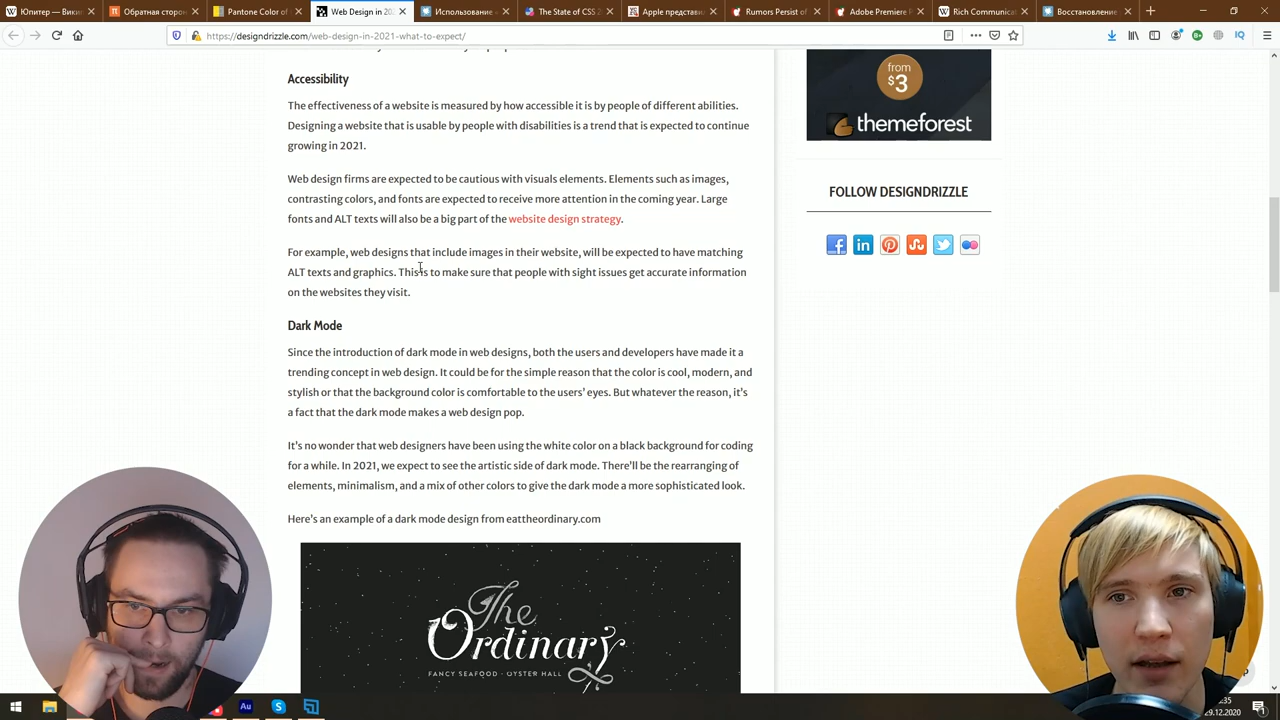 Юнитер — Вики
Обратная сторон
Pantone Color of
Web Design in 202
Использование
The State of CSS 2
Apple представи
Rumors Persist of
Adobe Premiere P
Rich Communicat
Восстановление
https://designdrizzle.com/web-design-in-2021-what-to-expect/
Accessibility
The effectiveness of a website is measured by how accessible it is by people of different abilities.
Designing a website that is usable by people with disabilities is a trend that is expected to continue
growing in 2021.
Web design firms are expected to be cautious with visuals elements. Elements such as images,
contrasting colors, and fonts are expected to receive more attention in the coming year. Large
fonts and ALT texts will also be a big part of the website design strategy.
For example, web designs that include images in their website, will be expected to have matching
ALT texts and graphics. This is to make sure that people with sight issues get accurate information
on the websites they visit.
Dark Mode
Since the introduction of dark mode in web designs, both the users and developers have made it a
trending concept in web design. It could be for the simple reason that the color is cool, modern, and
stylish or that the background color is comfortable to the users’ eyes. But whatever the reason, it’s
a fact that the dark mode makes a web design pop.
It’s no wonder that web designers have been using the white color on a black background for coding
for a while. In 2021, we expect to see the artistic side of dark mode. There’ll be the rearranging of
elements, minimalism, and a mix of other colors to give the dark mode a more sophisticated look.
Here’s an example of a dark mode design from eattheordinary.com
The
Ordinary
FANCY SEAFOOD · OYSTER HALL
from
$3
themeforest
FOLLOW DESIGNDRIZZLE
Au
29.12.2020